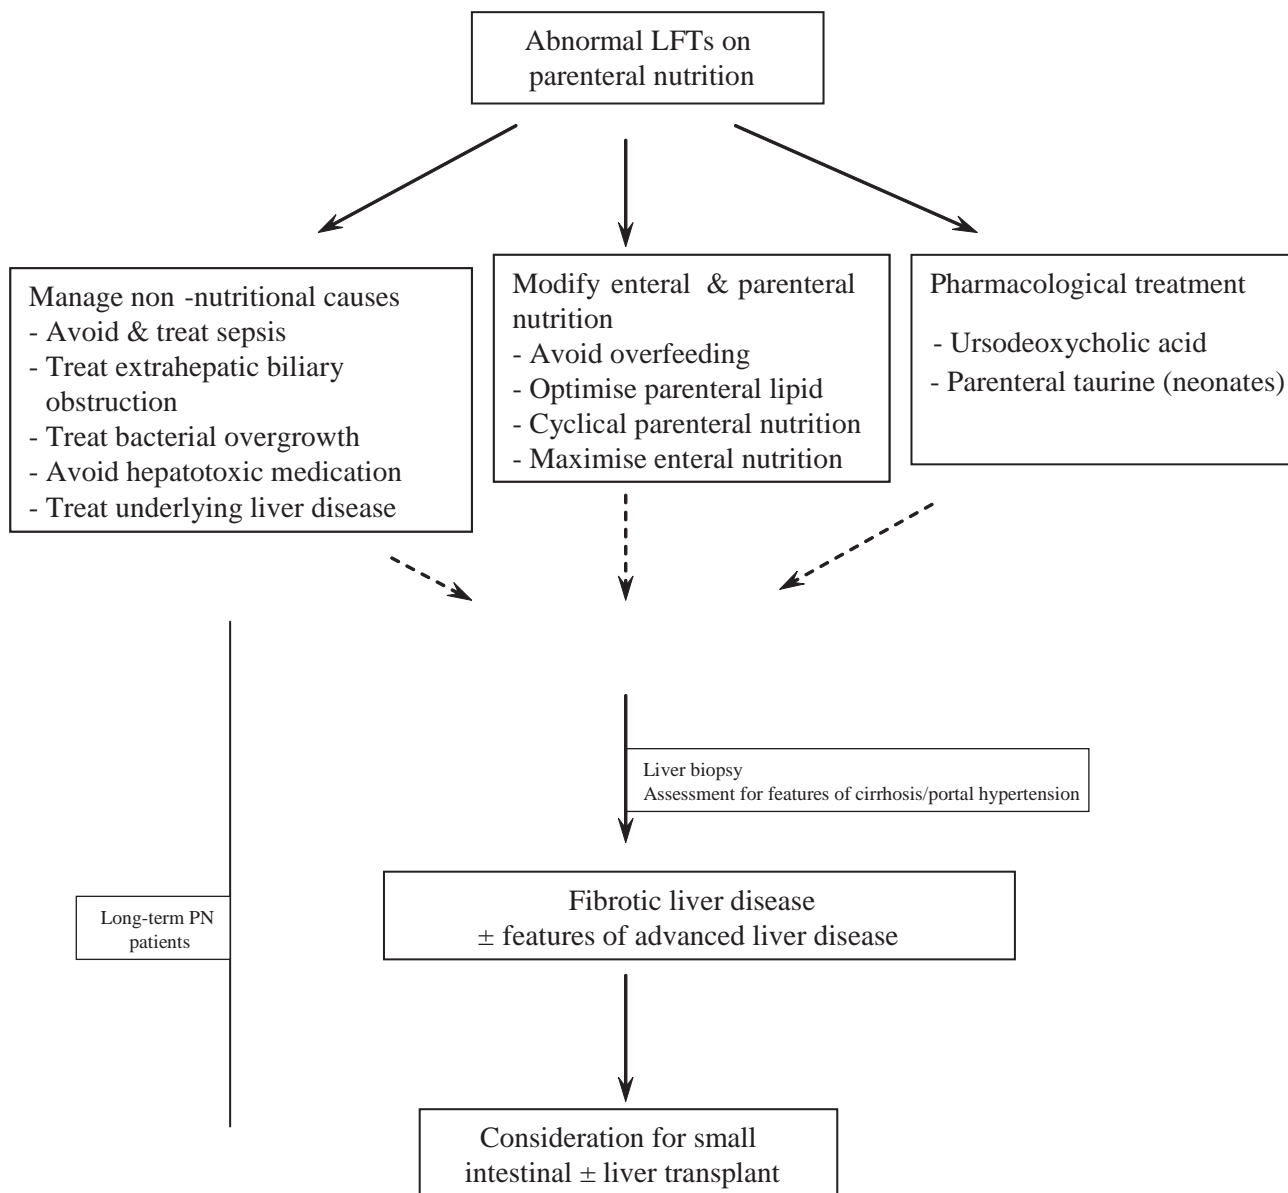 Abnormal LFTs on
parenteral nutrition
Manage non -nutritional causes
- Avoid & treat sepsis
- Treat extrahepatic biliary
obstruction
- Treat bacterial overgrowth
- Avoid hepatotoxic medication
- Treat underlying liver disease
Modify enteral & parenteral
nutrition
- Avoid overfeeding
- Optimise parenteral lipid
- Cyclical parenteral nutrition
- Maximise enteral nutrition
Pharmacological treatment
- Ursodeoxycholic acid
- Parenteral taurine (neonates)
Liver biopsy
Assessment for features of cirrhosis/portal hypertension
Long-term PN
patients
Fibrotic liver disease
± features of advanced liver disease
Consideration for small
intestinal ± liver transplant